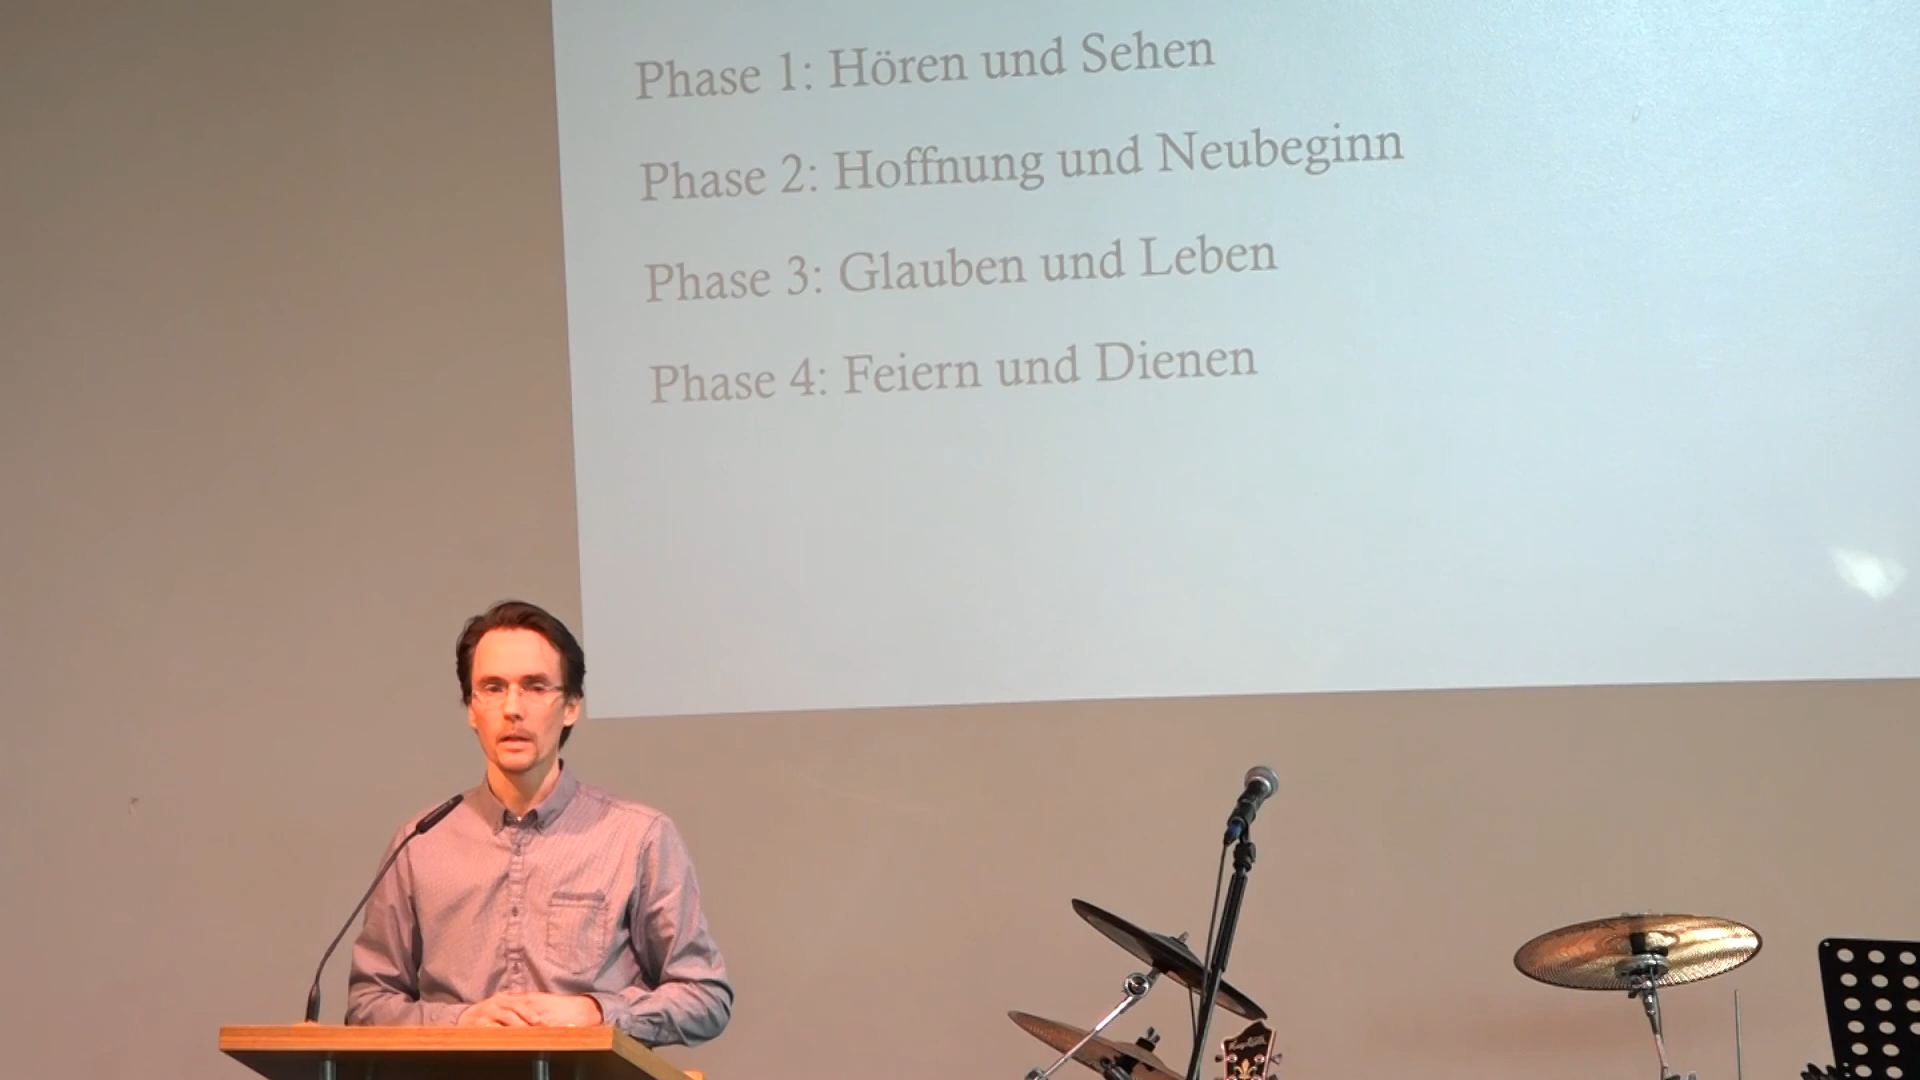 Phase 1: Hören und Sehen
Phase 2: Hoffnung und Neubeginn
Phase 3: Glauben und Leben
Phase 4: Feiern und Dienen